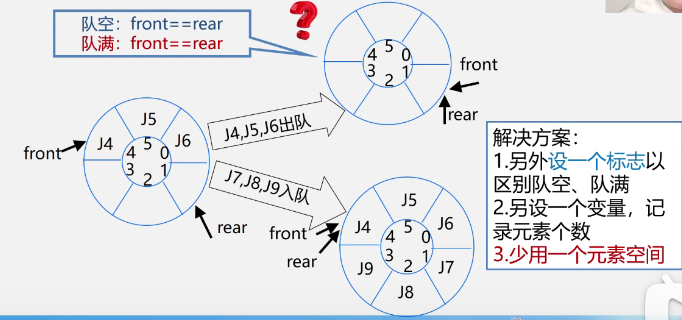 队空：front==rear
队满：front==rear
?
5
4 0
3 1
2
front
rear
J5
J4 J6
5
4 0
3 1
2
front
rear
J4,J5,J6出队
J7,J8,J9入队
J5
J4 J6
5
4 0
3 1
2
J9 J7
J8
front
rear
解决方案：
1.另外设一个标志以
区别队空、队满
2.另设一个变量，记
录元素个数
3.少用一个元素空间